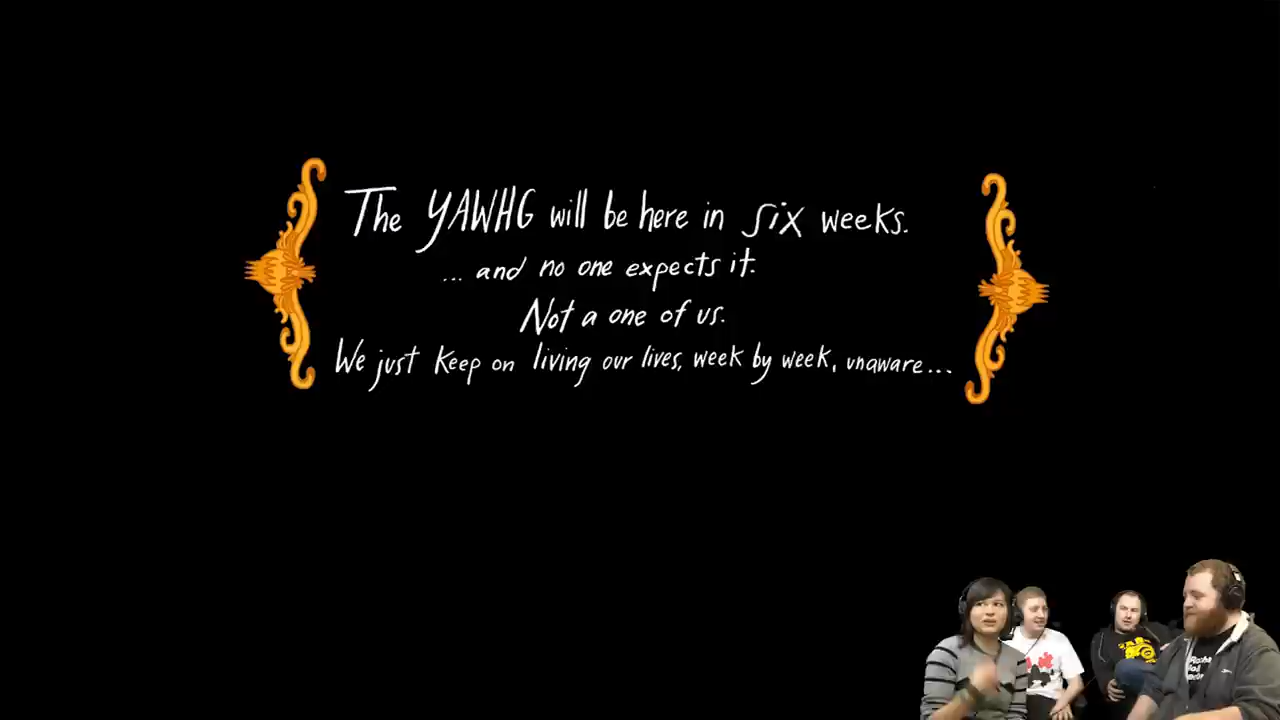 The YAWHG will be here in six weeks.
... and no one expects it.
Not a one of us.
We just keep on living our lives, week by week, unaware...